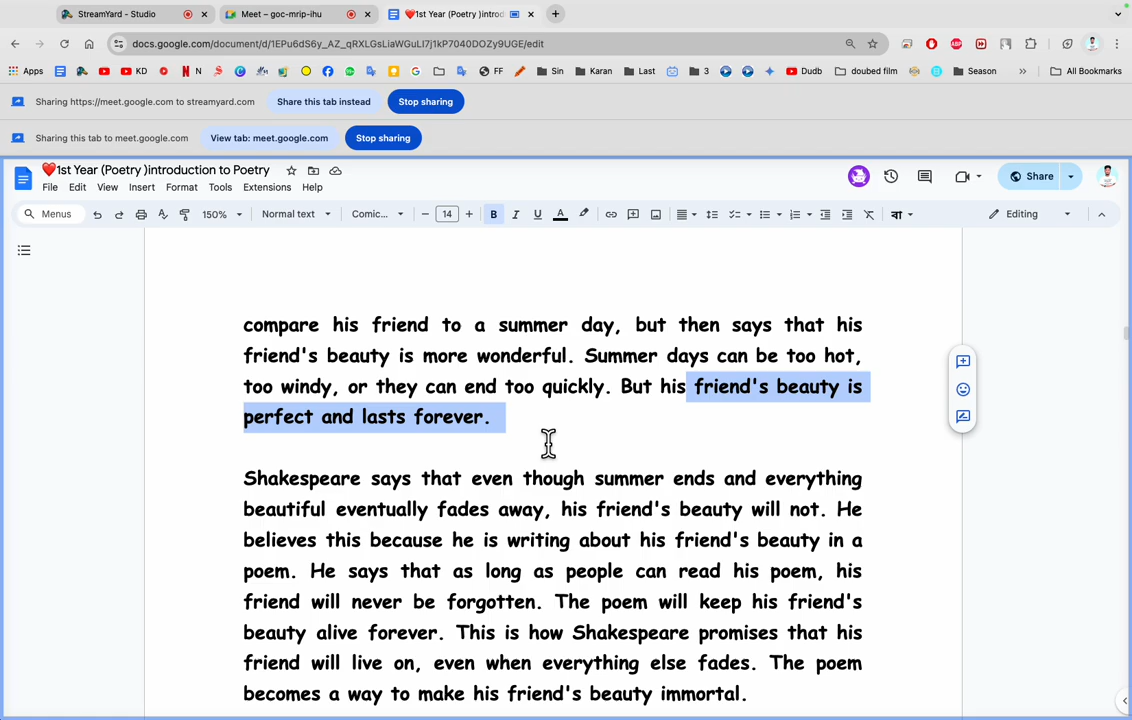 StreamYard - Studio
Meet – goc-mrip-ihu
❤️1st Year (Poetry )introd
docs.google.com/document/d/1EPu6dS6y_AZ_qRXLGsLiaWGuLI7j1kP7040DOZy9UGE/edit
Apps KD N FF Sin Karan Last 3 Dudb doubed film Season All Bookmarks
Sharing https://meet.google.com to streamyard.com Share this tab instead Stop sharing
Sharing this tab to meet.google.com View tab: meet.google.com Stop sharing
❤️1st Year (Poetry )introduction to Poetry
Share
File Edit View Insert Format Tools Extensions Help
Menus 150% Normal text Comic... 14 B I U A বা Editing
compare his friend to a summer day, but then says that his
friend's beauty is more wonderful. Summer days can be too hot,
too windy, or they can end too quickly. But his friend's beauty is
perfect and lasts forever.
Shakespeare says that even though summer ends and everything
beautiful eventually fades away, his friend's beauty will not. He
believes this because he is writing about his friend's beauty in a
poem. He says that as long as people can read his poem, his
friend will never be forgotten. The poem will keep his friend's
beauty alive forever. This is how Shakespeare promises that his
friend will live on, even when everything else fades. The poem
becomes a way to make his friend's beauty immortal.